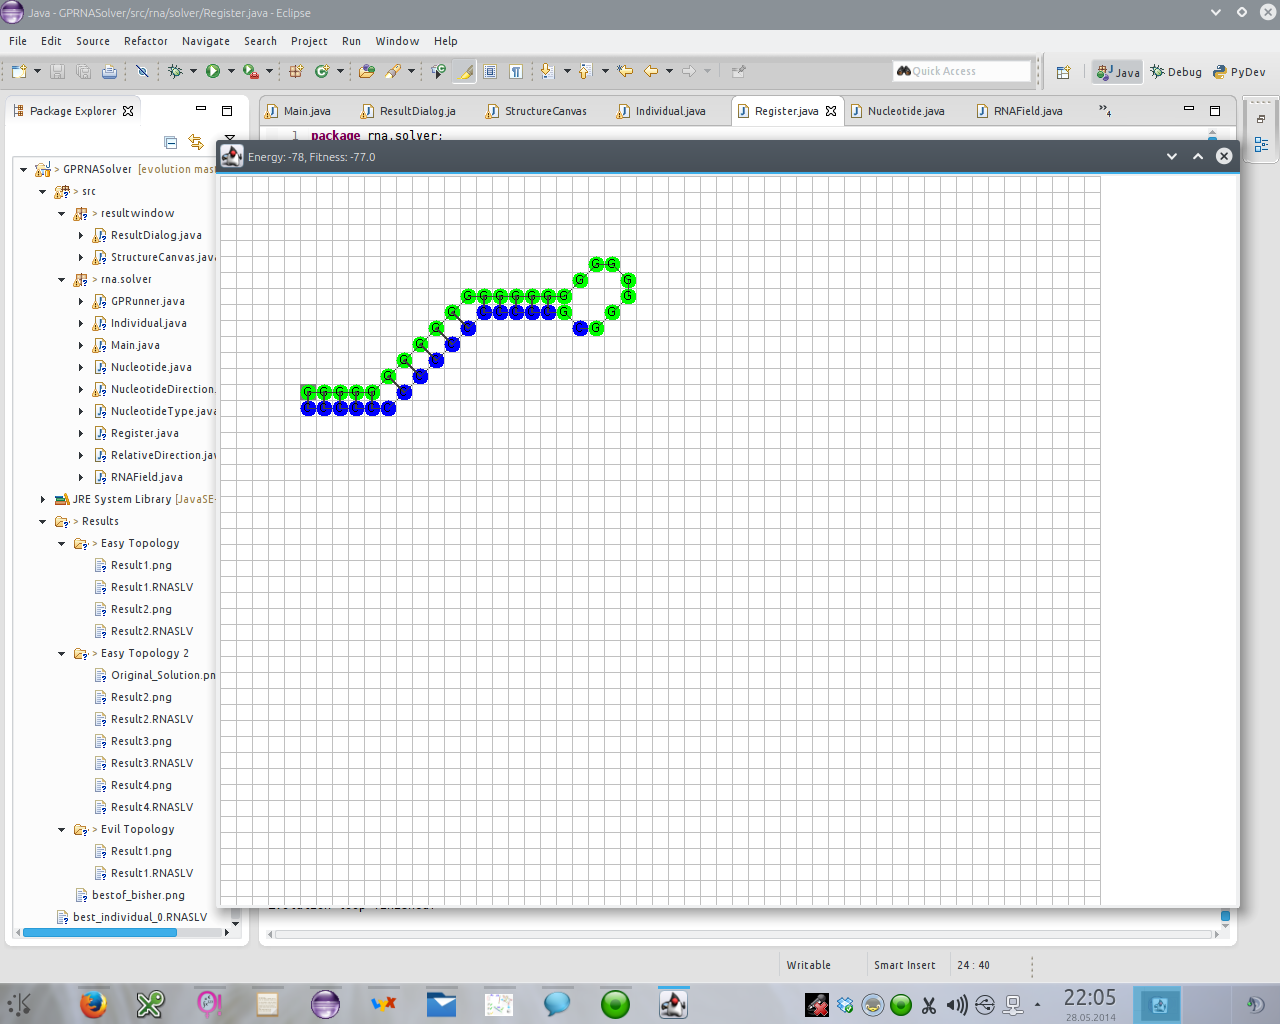 Java - GPRNASolver/src/rna/solver/Register.java - Eclipse
File Edit Source Refactor Navigate Search Project Run Window Help
Quick Access Java Debug PyDev
Package Explorer
Main.java ResultDialog.ja StructureCanvas Individual.java Register.java Nucleotide.java RNAField.java »4
1 package rna.solver;
Energy: -78, Fitness: -77.0
> GPRNASolver [evolution mas
> src
> resultwindow
> ResultDialog.java
> StructureCanvas.java
> rna.solver
> GPRunner.java
> Individual.java
> Main.java
Nucleotide.java
> NucleotideDirection.
> NucleotideType.java
Register.java
RelativeDirection.jav
> RNAField.java
JRE System Library [JavaSE-
> Results
> Easy Topology
Result1.png
Result1.RNASLV
Result2.png
Result2.RNASLV
> Easy Topology 2
Original_Solution.pn
Result2.png
Result2.RNASLV
Result3.png
Result3.RNASLV
Result4.png
Result4.RNASLV
> Evil Topology
Result1.png
Result1.RNASLV
bestof_bisher.png
best_individual_0.RNASLV
G G
G G
G G G G G G G G
G G G
G G
G
G
G
G G G G G
Writable Smart Insert 24 : 40
22:05
28.05.2014